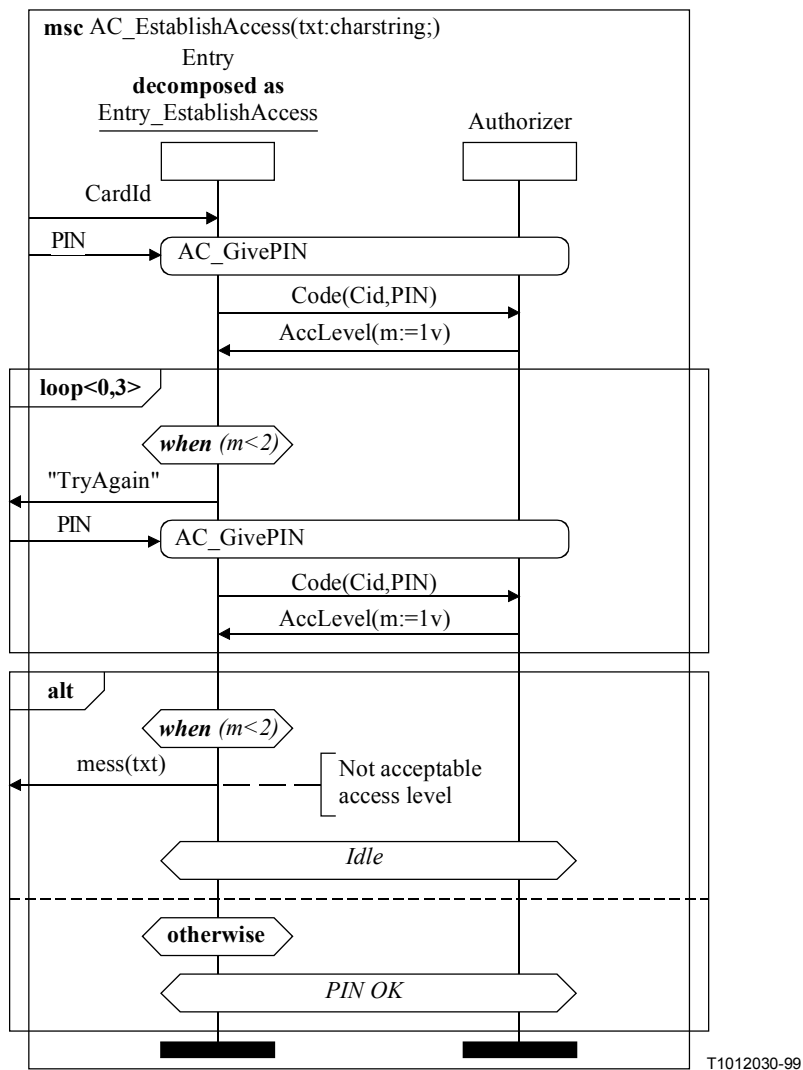 msc AC_EstablishAccess(txt:charstring;)
Entry
decomposed as
Entry_EstablishAccess
Authorizer
CardId
PIN
AC_GivePIN
Code(Cid,PIN)
AccLevel(m:=1v)
loop<0,3>
when (m<2)
"TryAgain"
PIN
AC_GivePIN
Code(Cid,PIN)
AccLevel(m:=1v)
alt
when (m<2)
mess(txt)
Not acceptable
access level
Idle
otherwise
PIN OK
T1012030-99